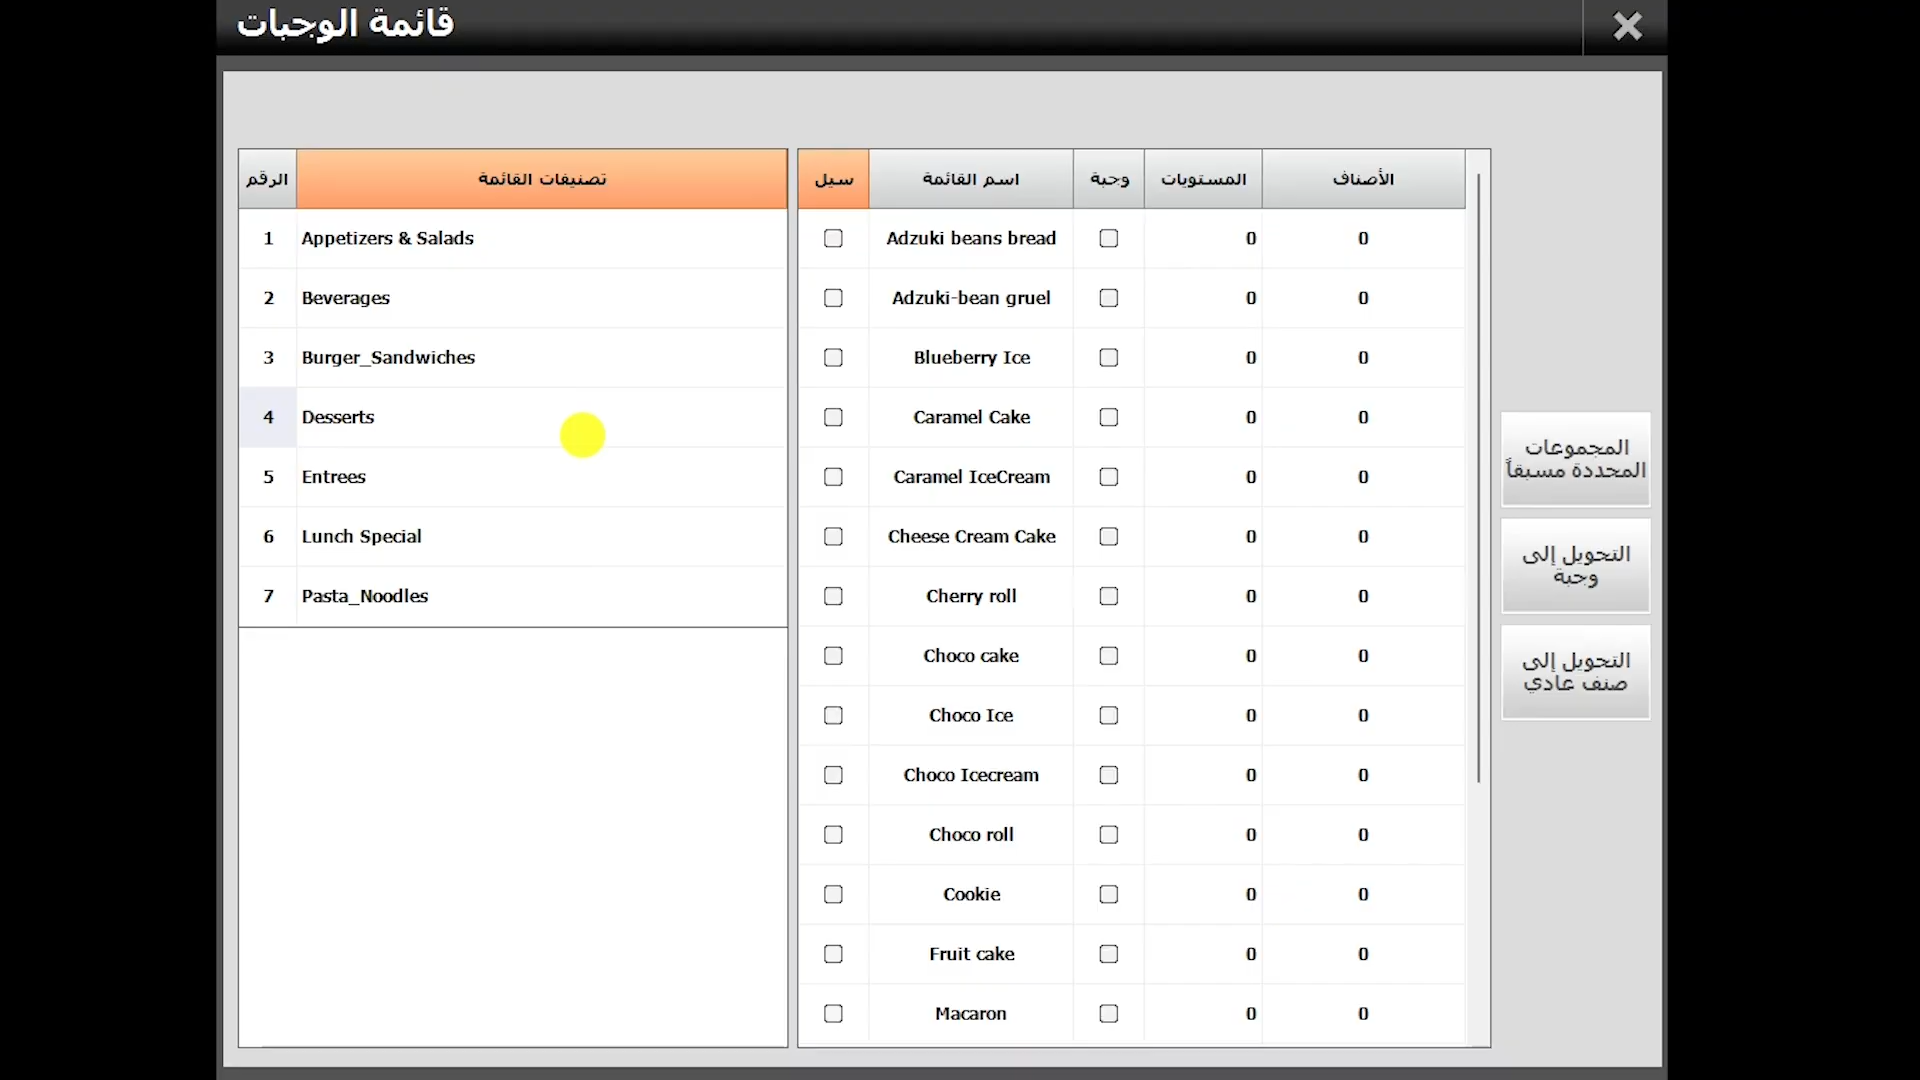 قائمة الوجبات
الرقم تصنيفات القائمة
1 Appetizers & Salads
2 Beverages
3 Burger_Sandwiches
4 Desserts
5 Entrees
6 Lunch Special
7 Pasta_Noodles
سيل اسم القائمة وجبة المستويات الأصناف
Adzuki beans bread 0 0
Adzuki-bean gruel 0 0
Blueberry Ice 0 0
Caramel Cake 0 0
Caramel IceCream 0 0
Cheese Cream Cake 0 0
Cherry roll 0 0
Choco cake 0 0
Choco Ice 0 0
Choco Icecream 0 0
Choco roll 0 0
Cookie 0 0
Fruit cake 0 0
Macaron 0 0
المجموعات
المحددة مسبقاً
التحويل إلى
وجبة
التحويل إلى
صنف عادي